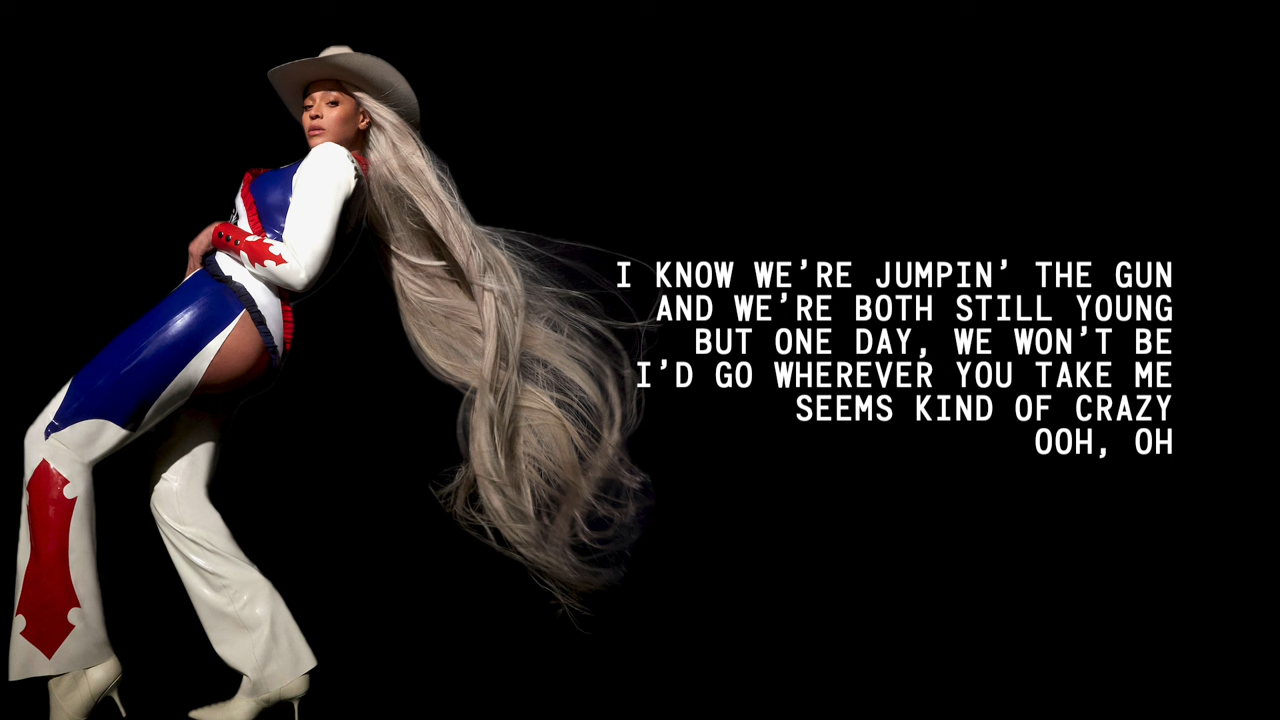 I KNOW WE'RE JUMPIN' THE GUN
AND WE'RE BOTH STILL YOUNG
BUT ONE DAY, WE WON'T BE
I'D GO WHEREVER YOU TAKE ME
SEEMS KIND OF CRAZY
OOH, OH